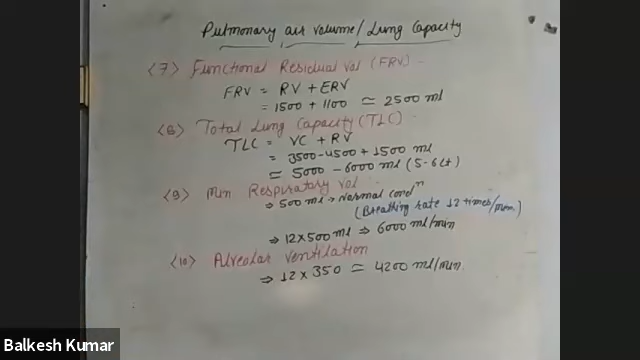 Pulmonary air volume/Lung Capacity
<7> Functional Residual Vol (FRV) -
FRV = RV + ERV
= 1500 + 1100 ≃ 2500 ml
<8> Total Lung Capacity (TLC) -
TLC = VC + RV
= 3500-4500 + 1500 ml
≃ 5000 - 6000 ml (5-6 Lt)
<9> Min Respiratory vol -
⇒ 500 ml → normal condⁿ
(Breathing rate 12 times/min.)
⇒ 12×500 ml ⇒ 6000 ml/min
<10> Alveolar ventilation
⇒ 12 × 350 ≃ 4200 ml/min.
Balkesh Kumar